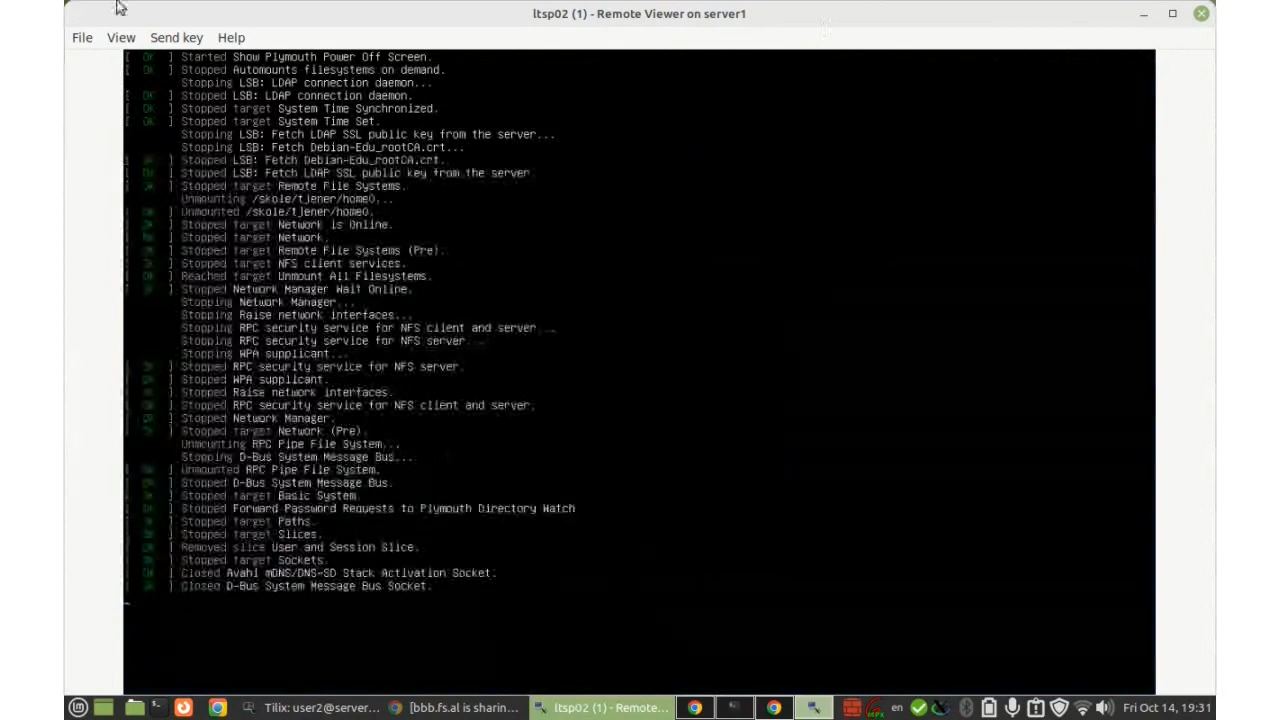 ltsp02 (1) - Remote Viewer on server1
File View Send key Help
[ OK ] Started Show Plymouth Power Off Screen.
[ OK ] Stopped Automounts filesystems on demand.
Stopping LSB: LDAP connection daemon...
[ OK ] Stopped LSB: LDAP connection daemon.
[ OK ] Stopped target System Time Synchronized.
[ OK ] Stopped target System Time Set.
Stopping LSB: Fetch LDAP SSL public key from the server...
Stopping LSB: Fetch Debian-Edu_rootCA.crt...
[ OK ] Stopped LSB: Fetch Debian-Edu_rootCA.crt.
[ OK ] Stopped LSB: Fetch LDAP SSL public key from the server.
[ OK ] Stopped target Remote File Systems.
Unmounting /skole/tjener/home0...
[ OK ] Unmounted /skole/tjener/home0.
[ OK ] Stopped target Network is Online.
[ OK ] Stopped target Network.
[ OK ] Stopped target Remote File Systems (Pre).
[ OK ] Stopped target NFS client services.
[ OK ] Reached target Unmount All Filesystems.
[ OK ] Stopped Network Manager Wait Online.
Stopping Network Manager...
Stopping Raise network interfaces...
Stopping RPC security service for NFS client and server...
Stopping RPC security service for NFS server...
Stopping WPA supplicant...
[ OK ] Stopped RPC security service for NFS server.
[ OK ] Stopped WPA supplicant.
[ OK ] Stopped Raise network interfaces.
[ OK ] Stopped RPC security service for NFS client and server.
[ OK ] Stopped Network Manager.
[ OK ] Stopped target Network (Pre).
Unmounting RPC Pipe File System...
Stopping D-Bus System Message Bus...
[ OK ] Unmounted RPC Pipe File System.
[ OK ] Stopped D-Bus System Message Bus.
[ OK ] Stopped target Basic System.
[ OK ] Stopped Forward Password Requests to Plymouth Directory Watch.
[ OK ] Stopped target Paths.
[ OK ] Stopped target Slices.
[ OK ] Removed slice User and Session Slice.
[ OK ] Stopped target Sockets.
[ OK ] Closed Avahi mDNS/DNS-SD Stack Activation Socket.
[ OK ] Closed D-Bus System Message Bus Socket.
Tilix: user2@server... [bbb.fs.al is sharin... ltsp02 (1) - Remote... en Fri Oct 14, 19:31